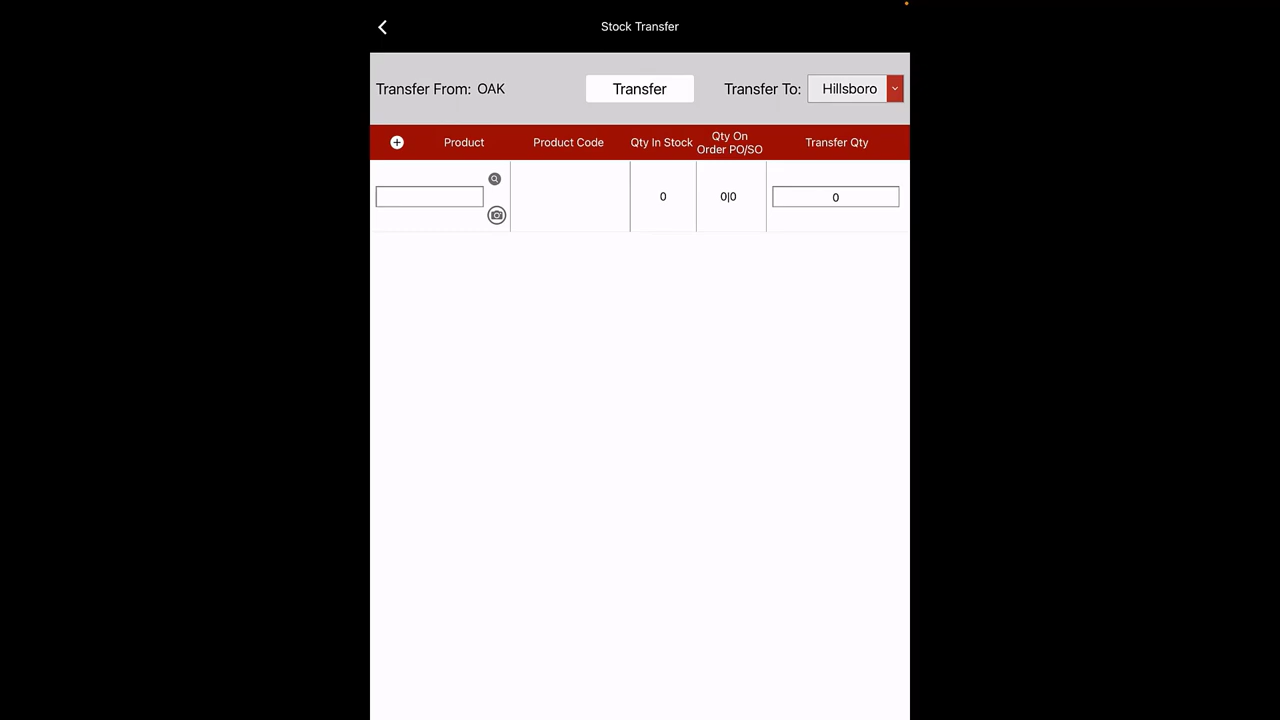 Stock Transfer
Transfer From: OAK
Transfer
Transfer To: Hillsboro
Product
Product Code
Qty In Stock
Qty On
Order PO/SO
Transfer Qty
0
0|0
0